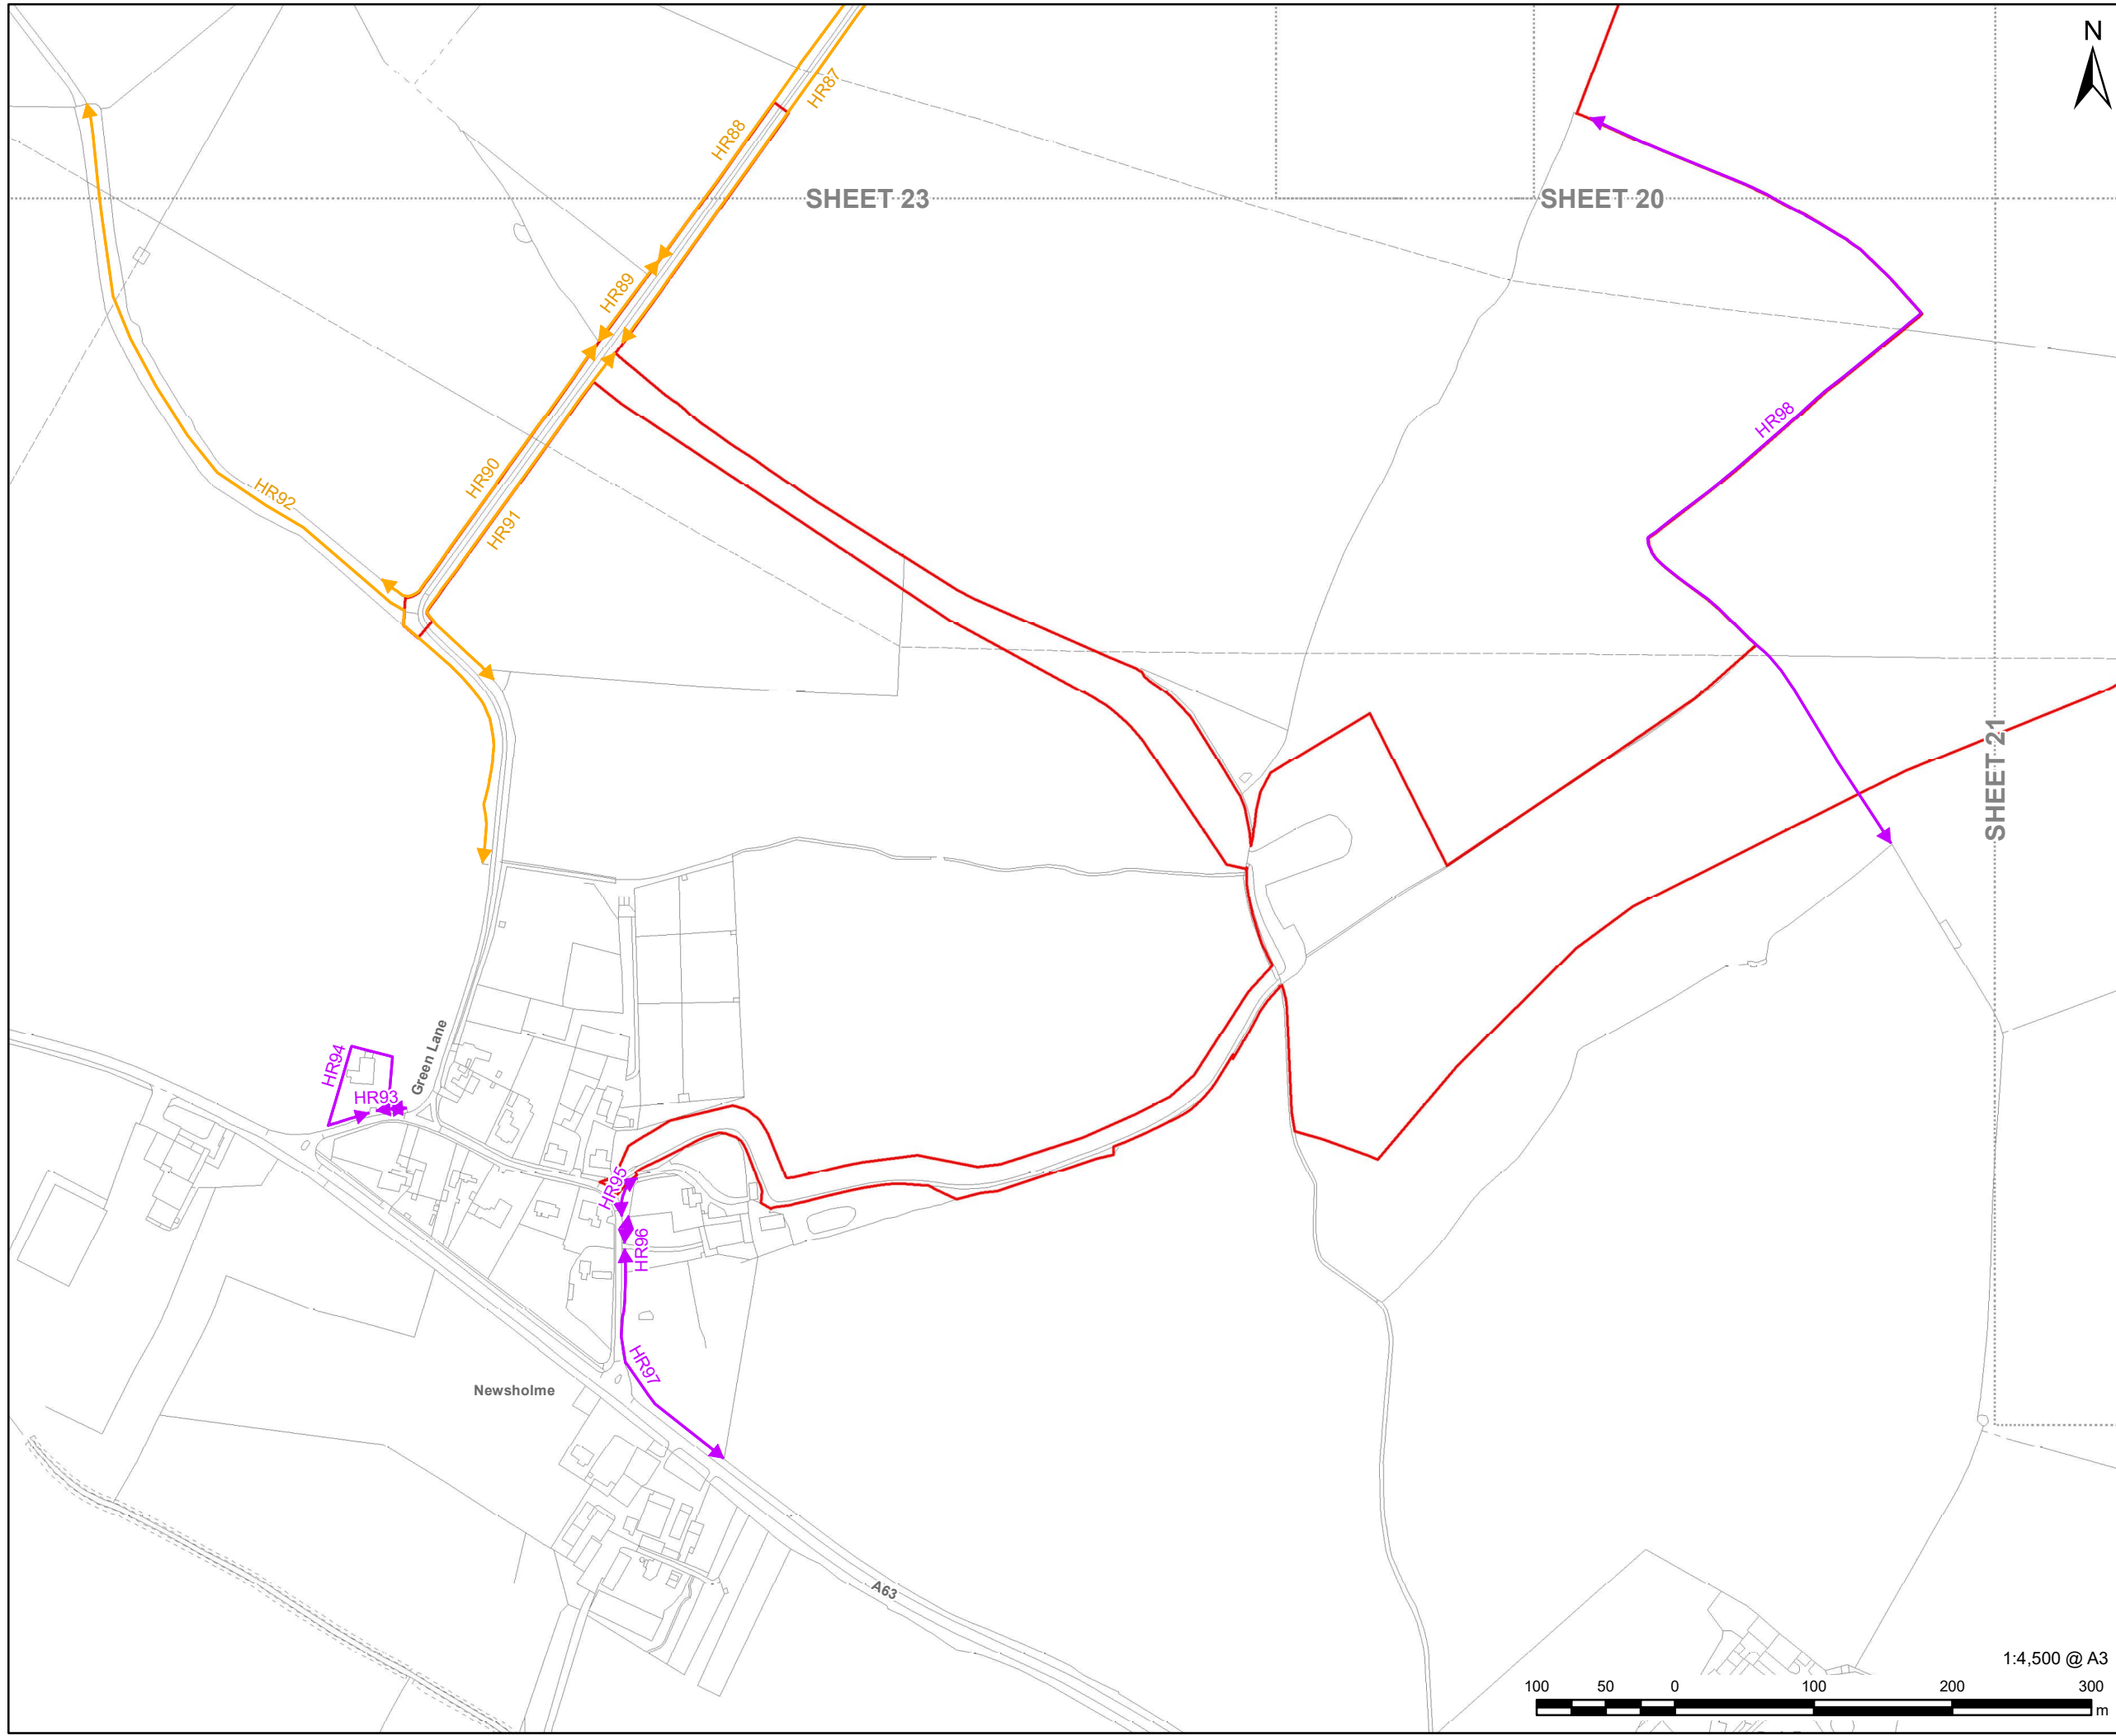 N
HR87
HR88
SHEET 23
SHEET 20
HR89
HR98
HR90
HR92
HR91
SHEET 21
Green Lane
HR94
HR93
HR95
HR96
HR97
Newsholme
A63
1:4,500 @ A3
100 50 0 100 200 300
m